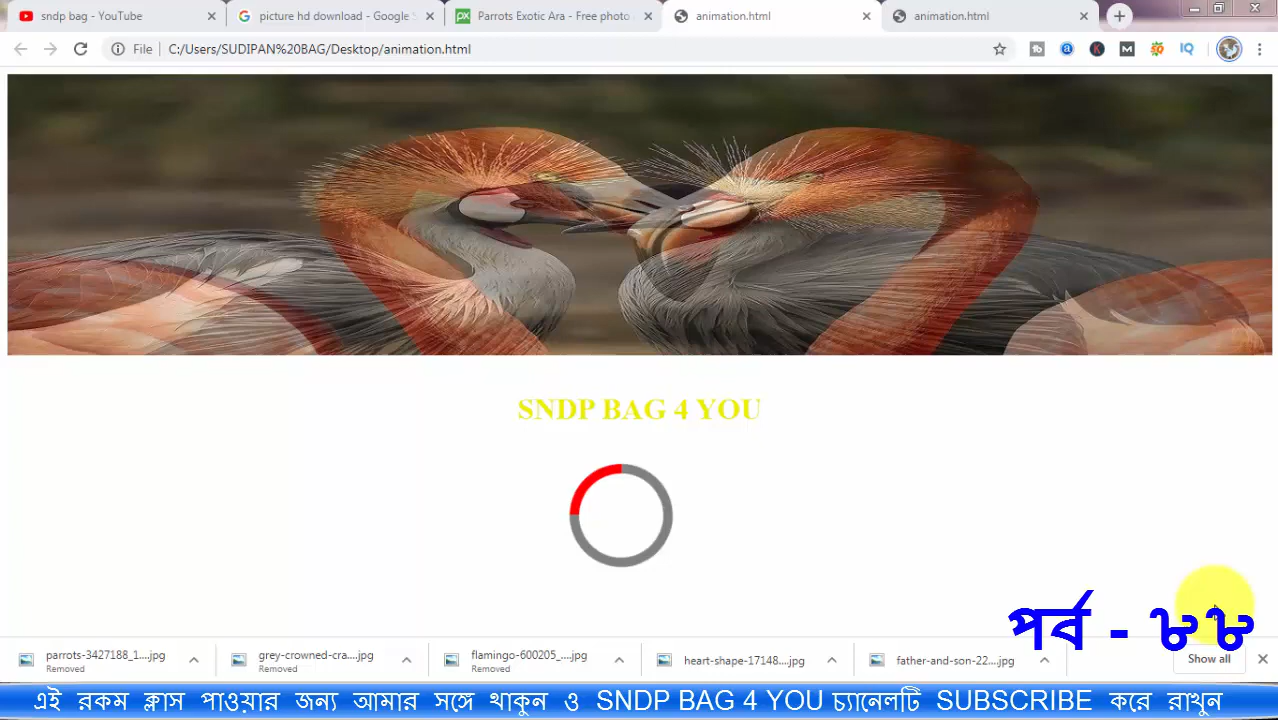 sndp bag - YouTube
picture hd download - Google S
Parrots Exotic Ara - Free photo
animation.html
animation.html
File
C:/Users/SUDIPAN%20BAG/Desktop/animation.html
SNDP BAG 4 YOU
পর্ব - ৮৮
parrots-3427188_1....jpg
Removed
grey-crowned-cra....jpg
Removed
flamingo-600205_....jpg
Removed
heart-shape-17148....jpg
father-and-son-22....jpg
Show all
এই রকম ক্লাস পাওয়ার জন্য আমার সঙ্গে থাকুন ও SNDP BAG 4 YOU চ্যানেলটি SUBSCRIBE করে রাখুন